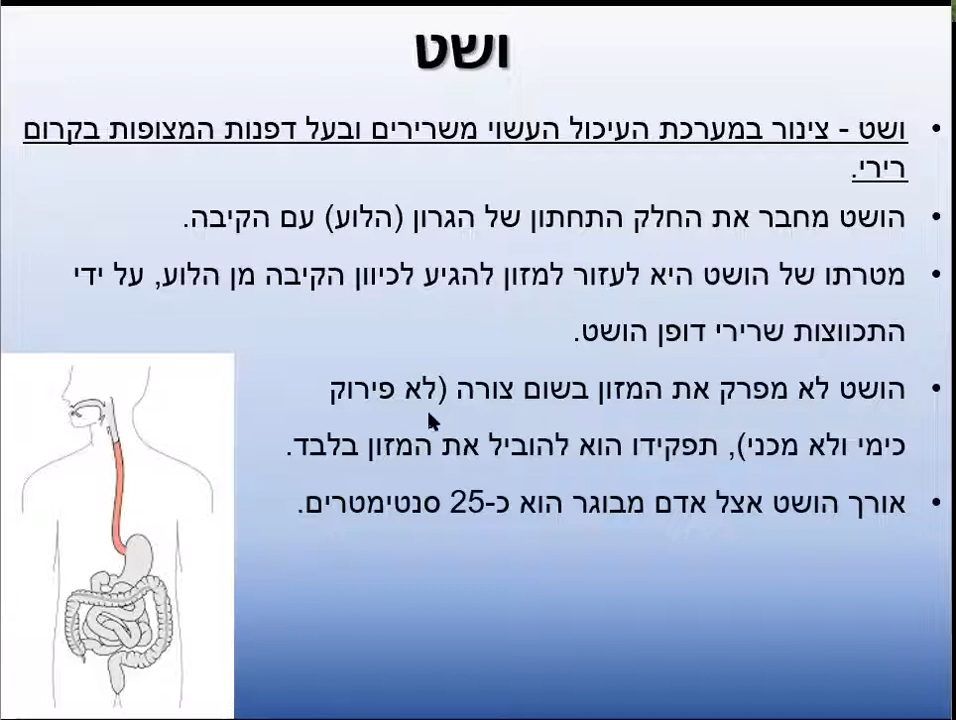 ושט
• ושט - צינור במערכת העיכול העשוי משרירים ובעל דפנות המצופות בקרום
רירי.
• הושט מחבר את החלק התחתון של הגרון (הלוע) עם הקיבה.
• מטרתו של הושט היא לעזור למזון להגיע לכיוון הקיבה מן הלוע, על ידי
התכווצות שרירי דופן הושט.
• הושט לא מפרק את המזון בשום צורה (לא פירוק
כימי ולא מכני), תפקידו הוא להוביל את המזון בלבד.
• אורך הושט אצל אדם מבוגר הוא כ-25 סנטימטרים.